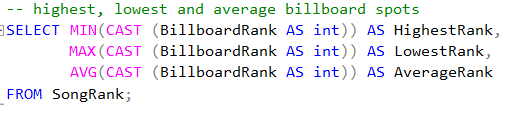 -- highest, lowest and average billboard spots
SELECT MIN(CAST (BillboardRank AS int)) AS HighestRank,
MAX(CAST (BillboardRank AS int)) AS LowestRank,
AVG(CAST (BillboardRank AS int)) AS AverageRank
FROM SongRank;